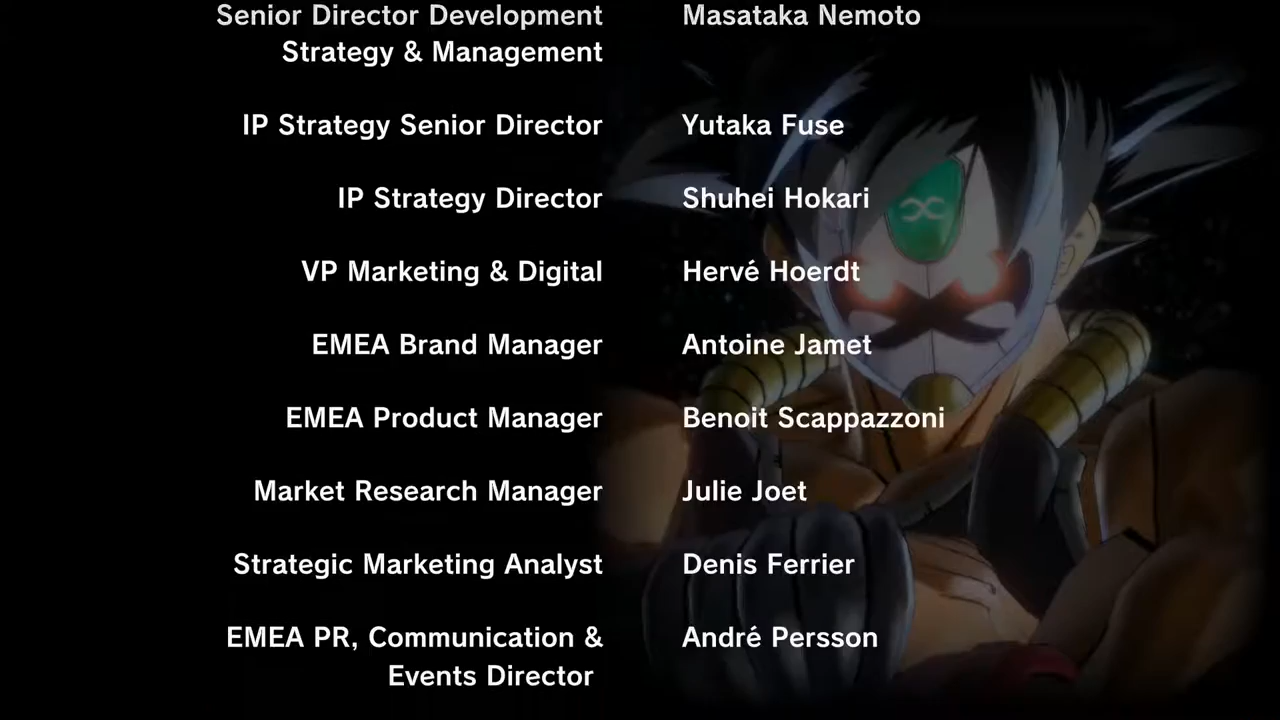 Senior Director Development Masataka Nemoto
Strategy & Management
IP Strategy Senior Director Yutaka Fuse
IP Strategy Director Shuhei Hokari
VP Marketing & Digital Hervé Hoerdt
EMEA Brand Manager Antoine Jamet
EMEA Product Manager Benoit Scappazzoni
Market Research Manager Julie Joet
Strategic Marketing Analyst Denis Ferrier
EMEA PR, Communication & André Persson
Events Director